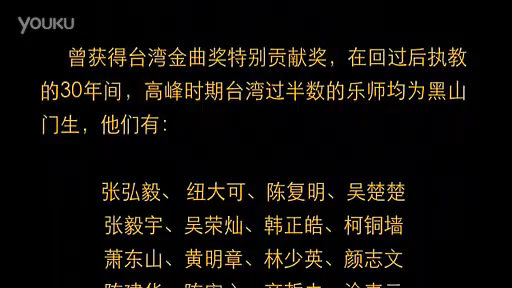 YOUKU
曾获得台湾金曲奖特别贡献奖，在回过后执教
的30年间，高峰时期台湾过半数的乐师均为黑山
门生，他们有：
张弘毅、 纽大可、陈复明、吴楚楚
张毅宇、吴荣灿、韩正皓、柯铜墙
萧东山、黄明章、林少英、颜志文